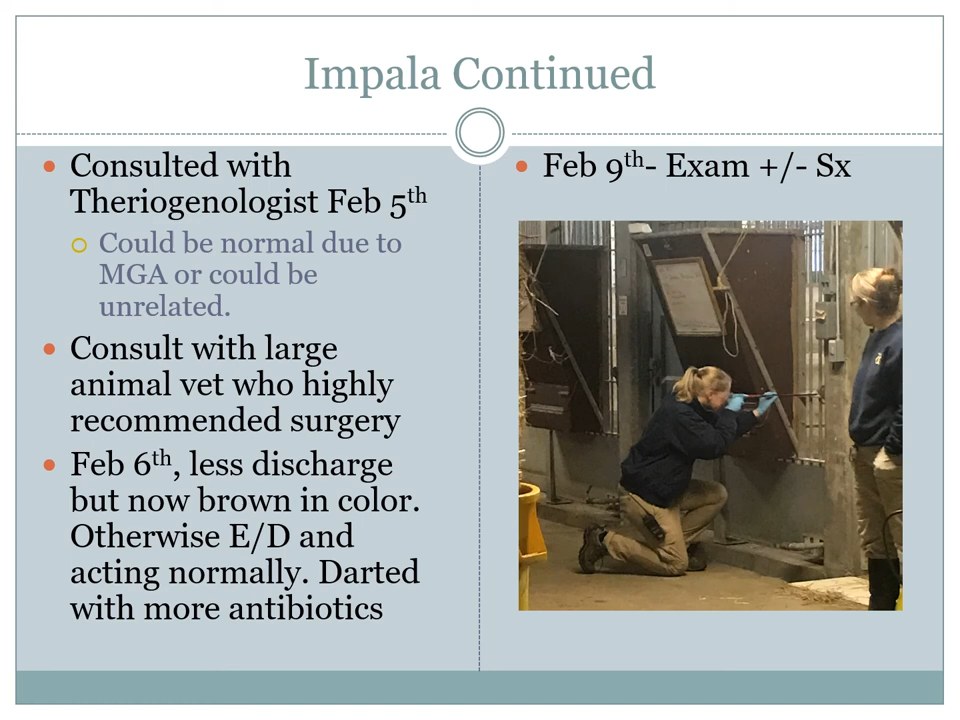 Impala Continued
Consulted with
Theriogenologist Feb 5th
Could be normal due to
MGA or could be
unrelated.
Consult with large
animal vet who highly
recommended surgery
Feb 6th, less discharge
but now brown in color.
Otherwise E/D and
acting normally. Darted
with more antibiotics
Feb 9th- Exam +/- Sx